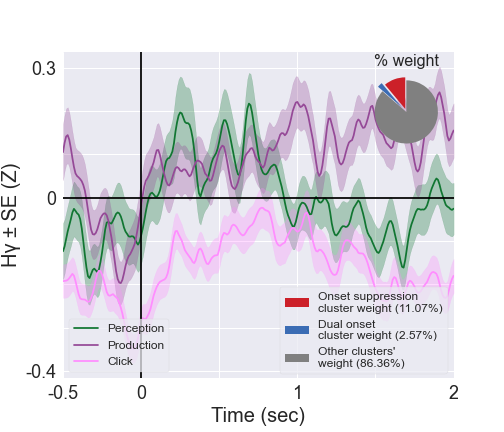 % weight
0.3
0
-0.4
Hγ ± SE (Z)
Perception
Production
Click
Onset suppression
cluster weight (11.07%)
Dual onset
cluster weight (2.57%)
Other clusters'
weight (86.36%)
-0.5
0
1
2
Time (sec)